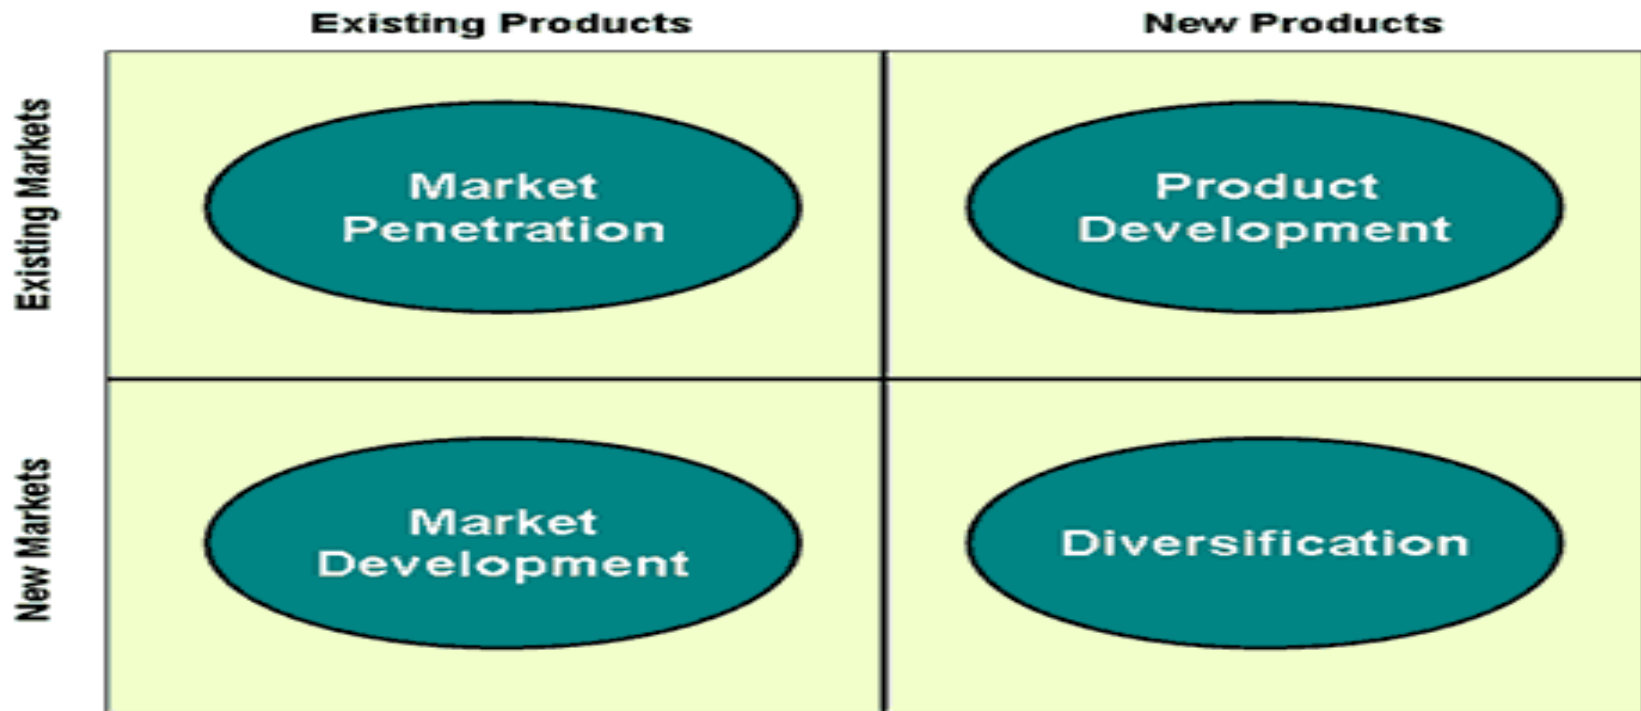 Existing Products
New Products
Existing Markets
Market
Penetration
Product
Development
New Markets
Market
Development
Diversification